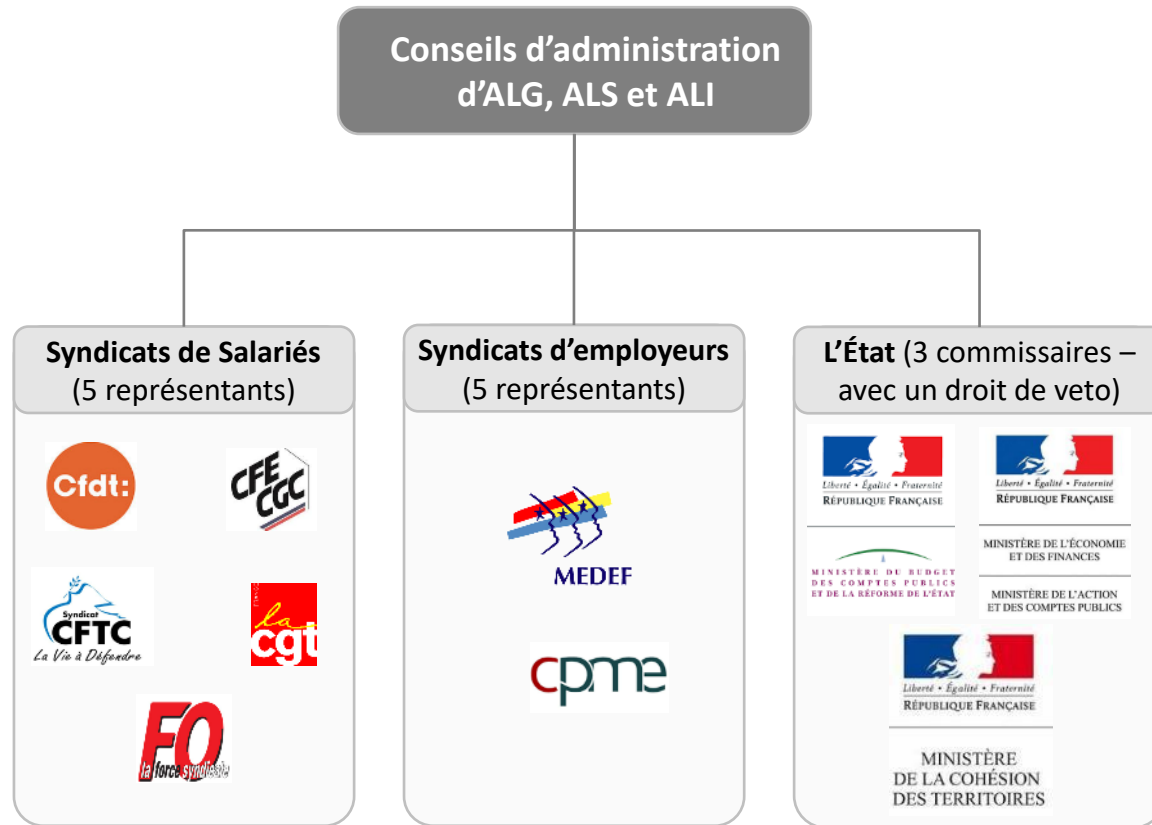 Conseils d’administration
d’ALG, ALS et ALI
Syndicats de Salariés
(5 représentants)
Cfdt:
CFE
CGC
Syndicat
CFTC
La Vie à Défendre
la
cgt
FO
la force syndicale
Syndicats d’employeurs
(5 représentants)
MEDEF
cpme
L’État (3 commissaires –
avec un droit de veto)
Liberté • Égalité • Fraternité
RÉPUBLIQUE FRANÇAISE
MINISTÈRE DU BUDGET
DES COMPTES PUBLICS
ET DE LA RÉFORME DE L’ÉTAT
Liberté • Égalité • Fraternité
RÉPUBLIQUE FRANÇAISE
MINISTÈRE DE L’ÉCONOMIE
ET DES FINANCES
MINISTÈRE DE L’ACTION
ET DES COMPTES PUBLICS
Liberté • Égalité • Fraternité
RÉPUBLIQUE FRANÇAISE
MINISTÈRE
DE LA COHÉSION
DES TERRITOIRES